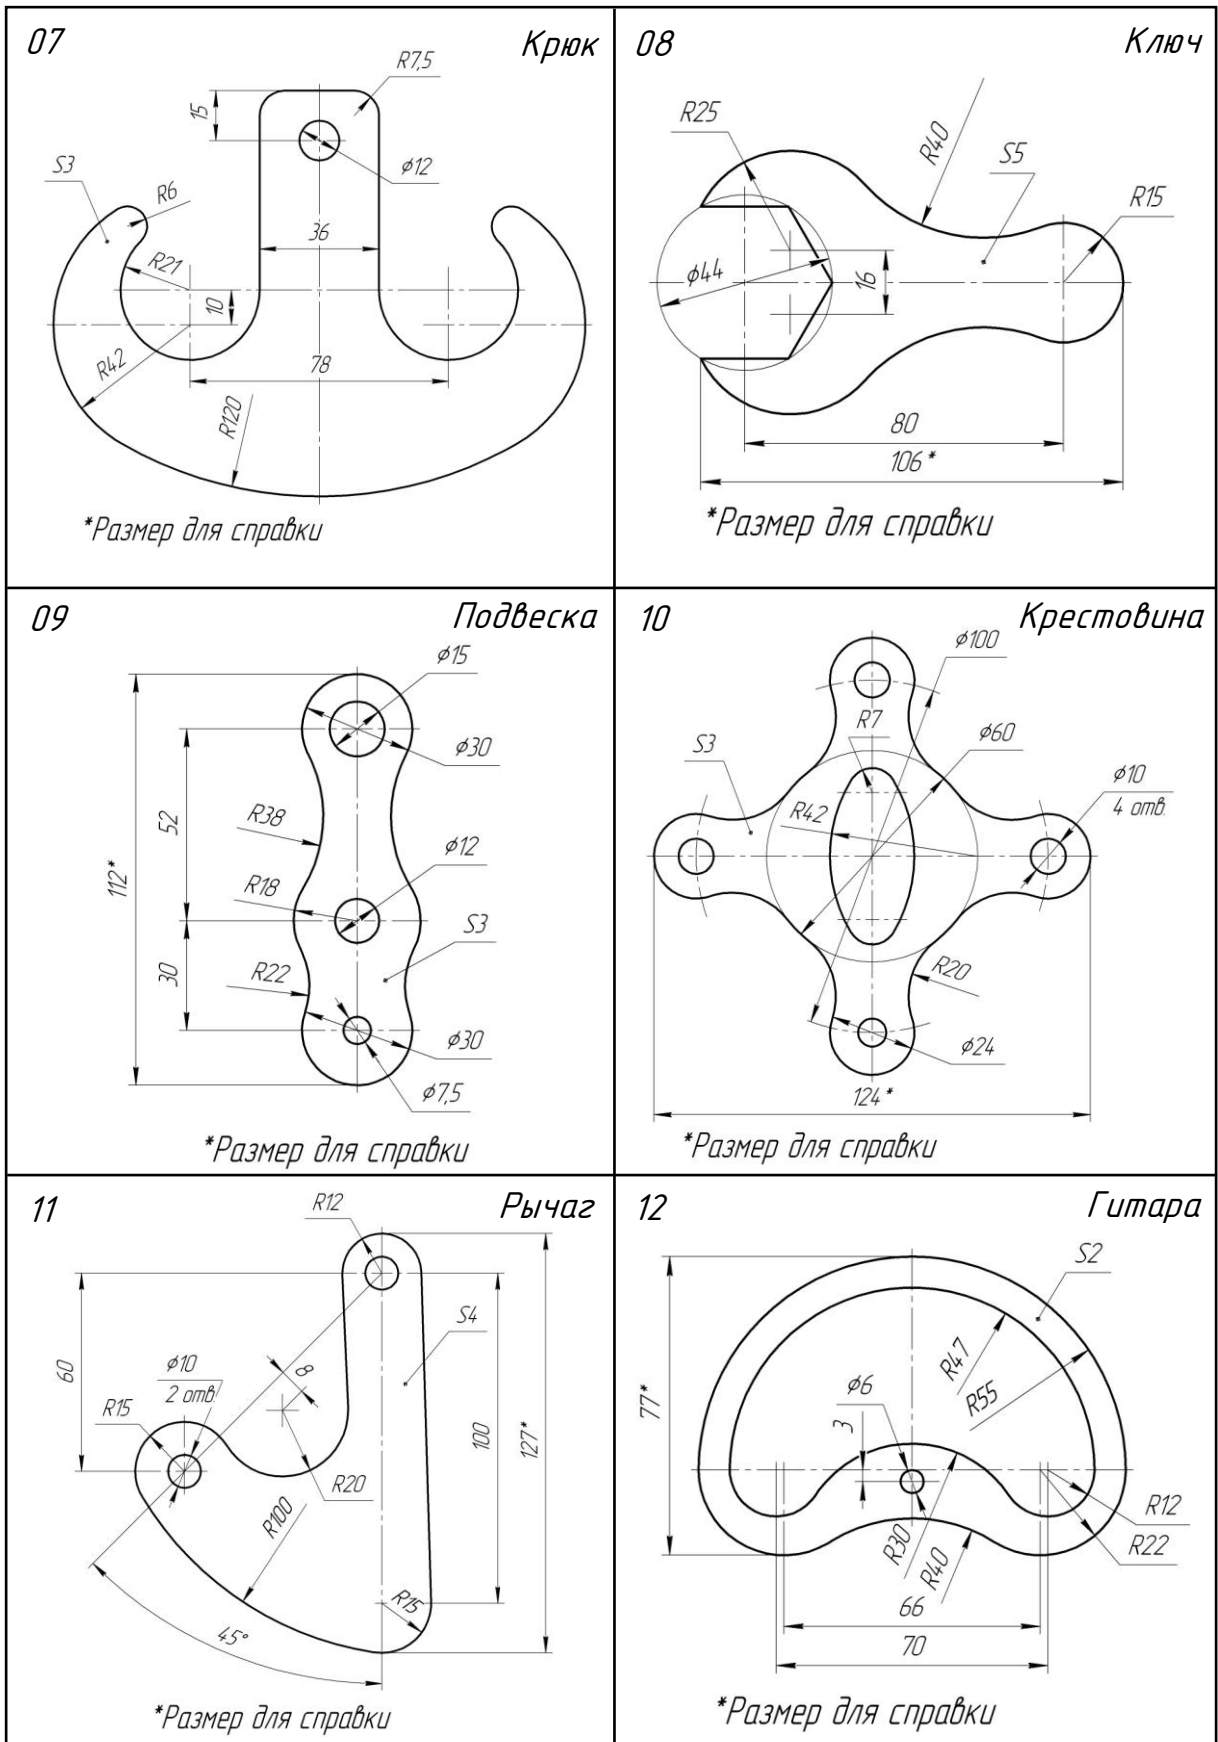 07 Крюк
R7,5
15
S3
R6
φ12
36
R21
10
R42
78
R120
*Размер для справки
08 Ключ
R25
R40
S5
R15
φ44
16
80
106*
*Размер для справки
09 Подвеска
φ15
φ30
52
R38
112*
φ12
R18
S3
30
R22
φ30
φ7,5
*Размер для справки
10 Крестовина
φ100
R7
φ60
S3
φ10
4 отв.
R42
R20
φ24
124*
*Размер для справки
11 Рычаг
R12
S4
60
φ10
2 отв.
8
R15
100
127*
R20
R100
R15
45°
*Размер для справки
12 Гитара
S2
77*
R47
R55
φ6
3
R12
R30
R40
R22
66
70
*Размер для справки